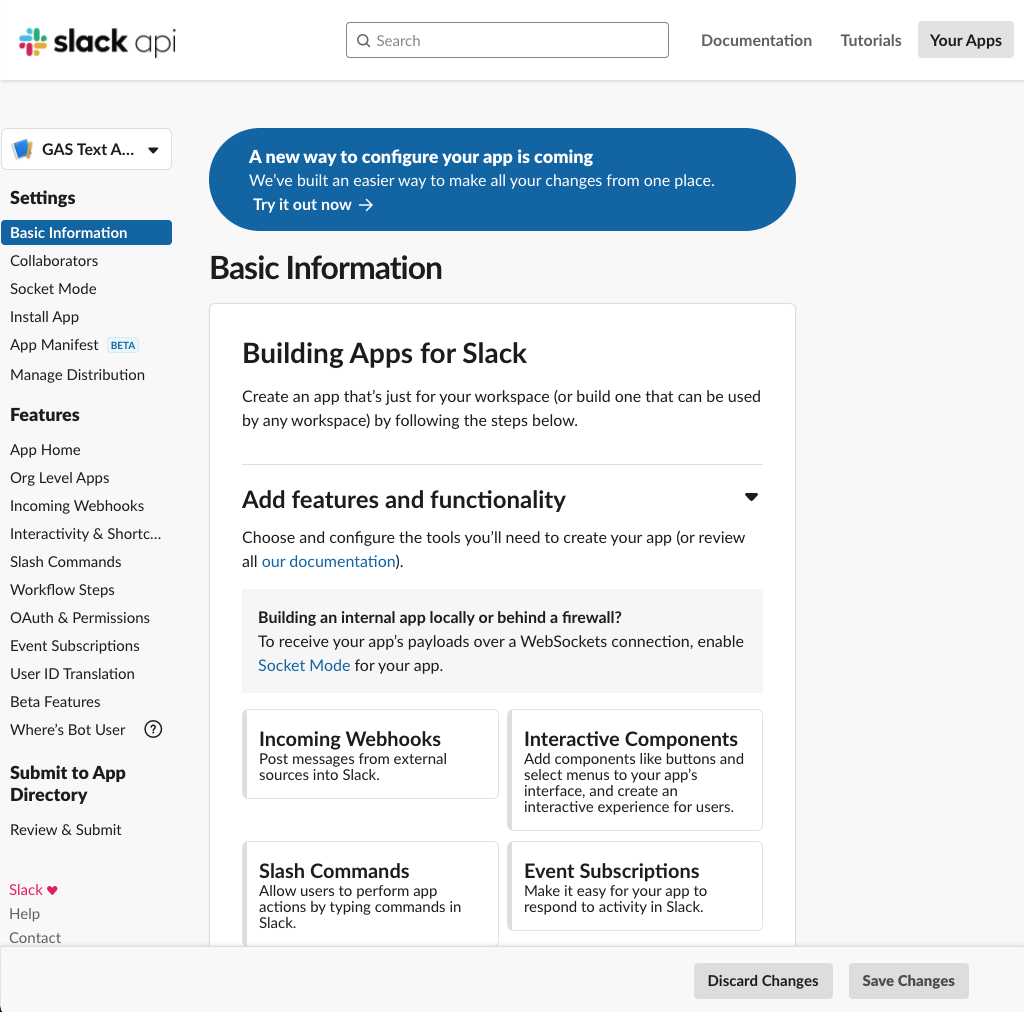 slack api
Search
Documentation
Tutorials
Your Apps
GAS Text A...
Settings
Basic Information
Collaborators
Socket Mode
Install App
App Manifest BETA
Manage Distribution
Features
App Home
Org Level Apps
Incoming Webhooks
Interactivity & Shortc...
Slash Commands
Workflow Steps
OAuth & Permissions
Event Subscriptions
User ID Translation
Beta Features
Where's Bot User ?
Submit to App
Directory
Review & Submit
Slack ♥
Help
Contact
A new way to configure your app is coming
We've built an easier way to make all your changes from one place.
Try it out now →
Basic Information
Building Apps for Slack
Create an app that's just for your workspace (or build one that can be used
by any workspace) by following the steps below.
Add features and functionality
Choose and configure the tools you'll need to create your app (or review
all our documentation).
Building an internal app locally or behind a firewall?
To receive your app's payloads over a WebSockets connection, enable
Socket Mode for your app.
Incoming Webhooks
Post messages from external
sources into Slack.
Interactive Components
Add components like buttons and
select menus to your app's
interface, and create an
interactive experience for users.
Slash Commands
Allow users to perform app
actions by typing commands in
Slack.
Event Subscriptions
Make it easy for your app to
respond to activity in Slack.
Discard Changes
Save Changes